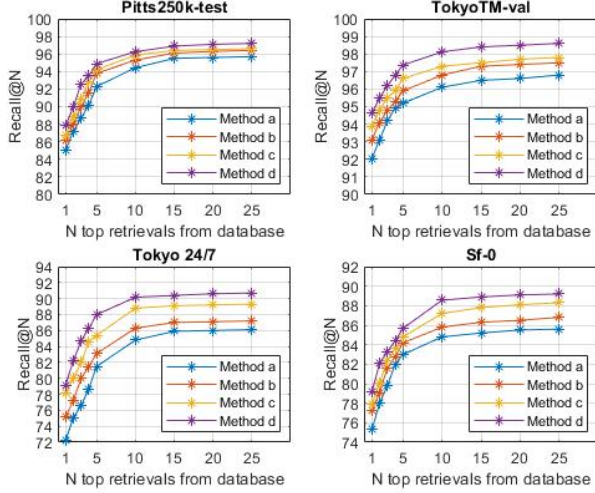 Pitts250k-test
100
98
96
94
92
90
88
86
84
82
80
Recall@N
Method a
Method b
Method c
Method d
1 5 10 15 20 25
N top retrievals from database
TokyoTM-val
100
99
98
97
96
95
94
93
92
91
90
Recall@N
Method a
Method b
Method c
Method d
1 5 10 15 20 25
N top retrievals from database
Tokyo 24/7
94
92
90
88
86
84
82
80
78
76
74
72
Recall@N
Method a
Method b
Method c
Method d
1 5 10 15 20 25
N top retrievals from database
Sf-0
92
90
88
86
84
82
80
78
76
74
Recall@N
Method a
Method b
Method c
Method d
1 5 10 15 20 25
N top retrievals from database